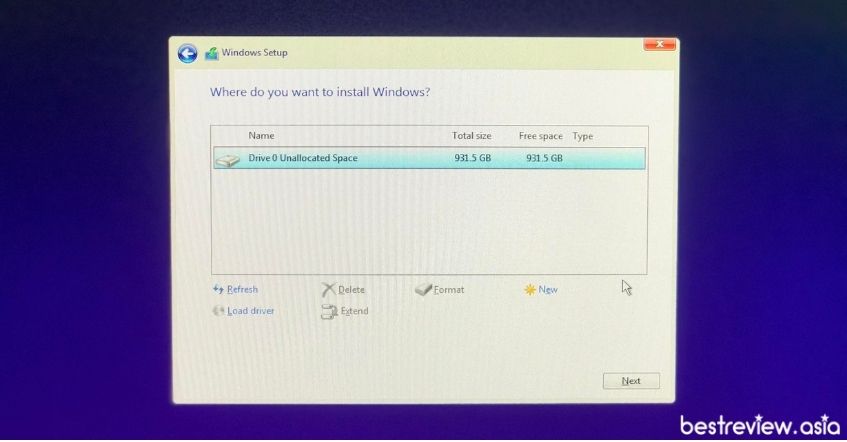 Windows Setup
Where do you want to install Windows?
Name Total size Free space Type
Drive 0 Unallocated Space 931.5 GB 931.5 GB
Refresh Delete Format New
Load driver Extend
Next
bestreview.asia